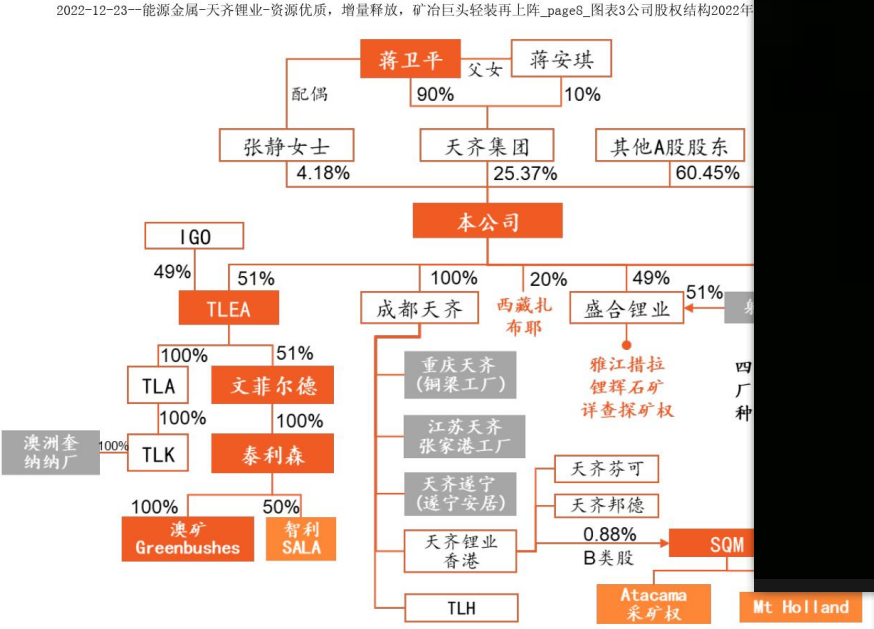 2022-12-23--能源金属-天齐锂业-资源优质，增量释放，矿冶巨头轻装再上阵_page8_图表3公司股权结构2022年
蒋卫平
父女
蒋安琪
配偶
90%
10%
张静女士
天齐集团
其他A股股东
4.18%
25.37%
60.45%
本公司
IGO
49%
51%
100%
20%
49%
51%
TLEA
成都天齐
西藏扎
布耶
盛合锂业
100%
51%
TLA
文菲尔德
重庆天齐
(铜梁工厂)
雅江措拉
锂辉石矿
详查探矿权
四
厂
种
100%
100%
澳洲奎
纳纳厂
100%
TLK
泰利森
江苏天齐
张家港工厂
天齐遂宁
(遂宁安居)
天齐芬可
天齐邦德
100%
50%
澳矿
Greenbushes
智利
SALA
天齐锂业
香港
0.88%
B类股
SQM
TLH
Atacama
采矿权
Mt Holland